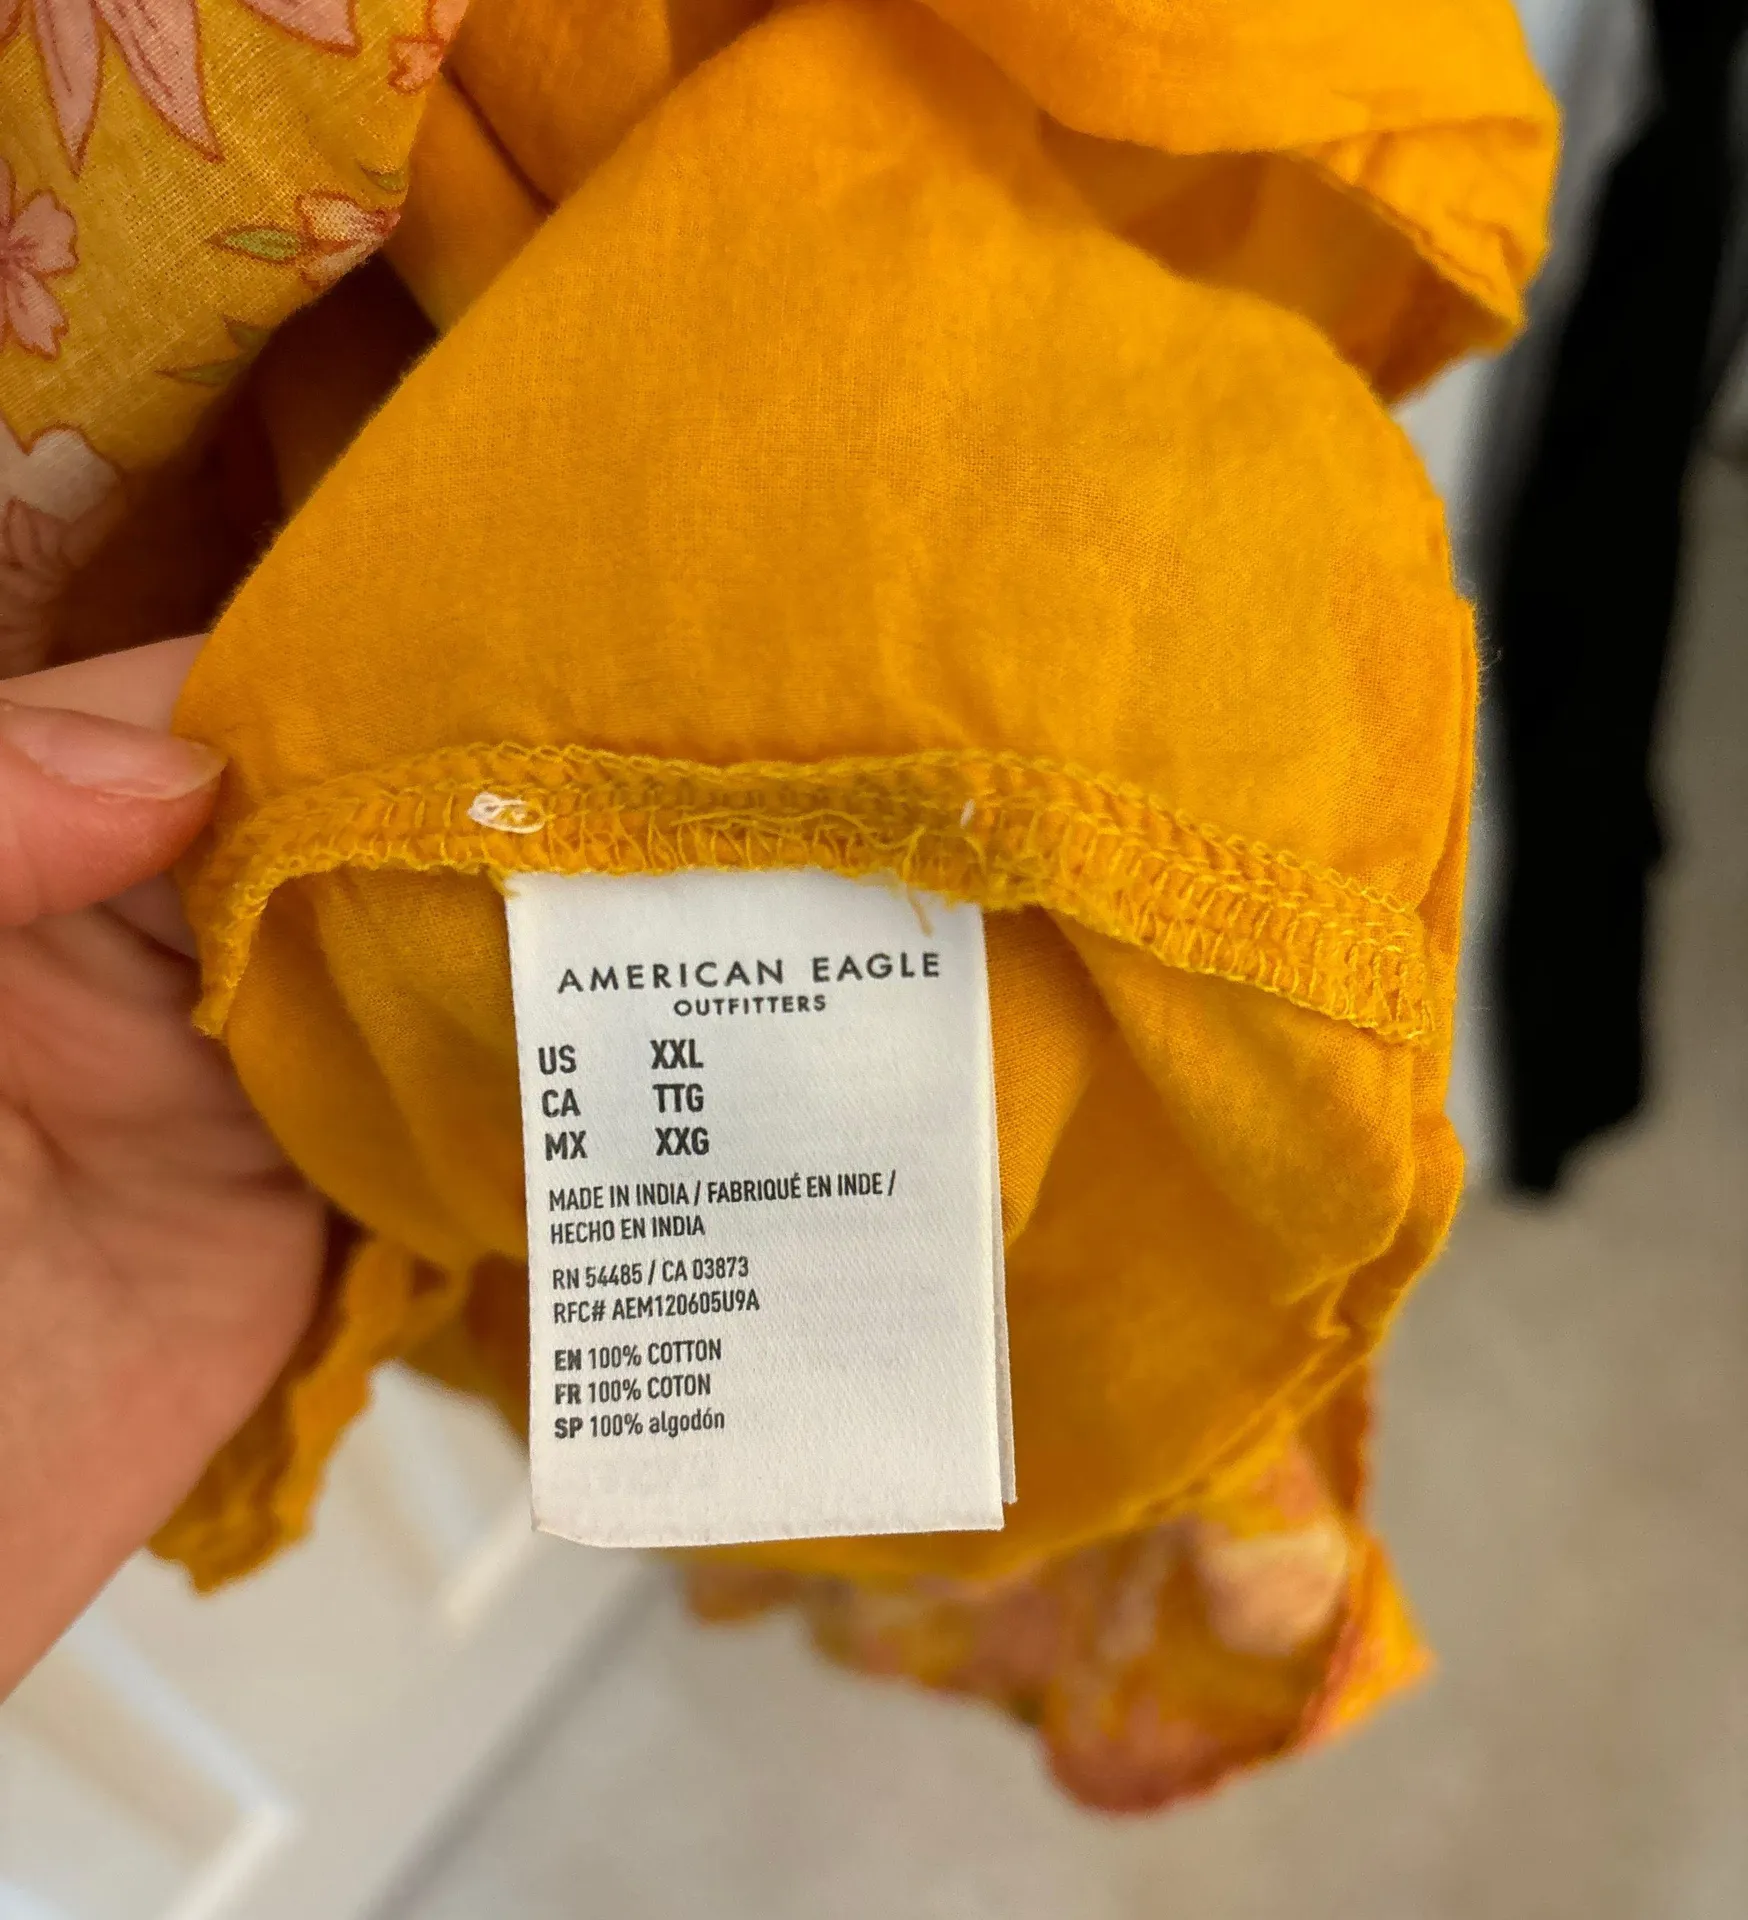 AMERICAN EAGLE
OUTFITTERS
US XXL
CA TTG
MX XXG
MADE IN INDIA / FABRIQUÉ EN INDE /
HECHO EN INDIA
RN 54485 / CA 03873
RFC# AEM120605U9A
EN 100% COTTON
FR 100% COTON
SP 100% algodón